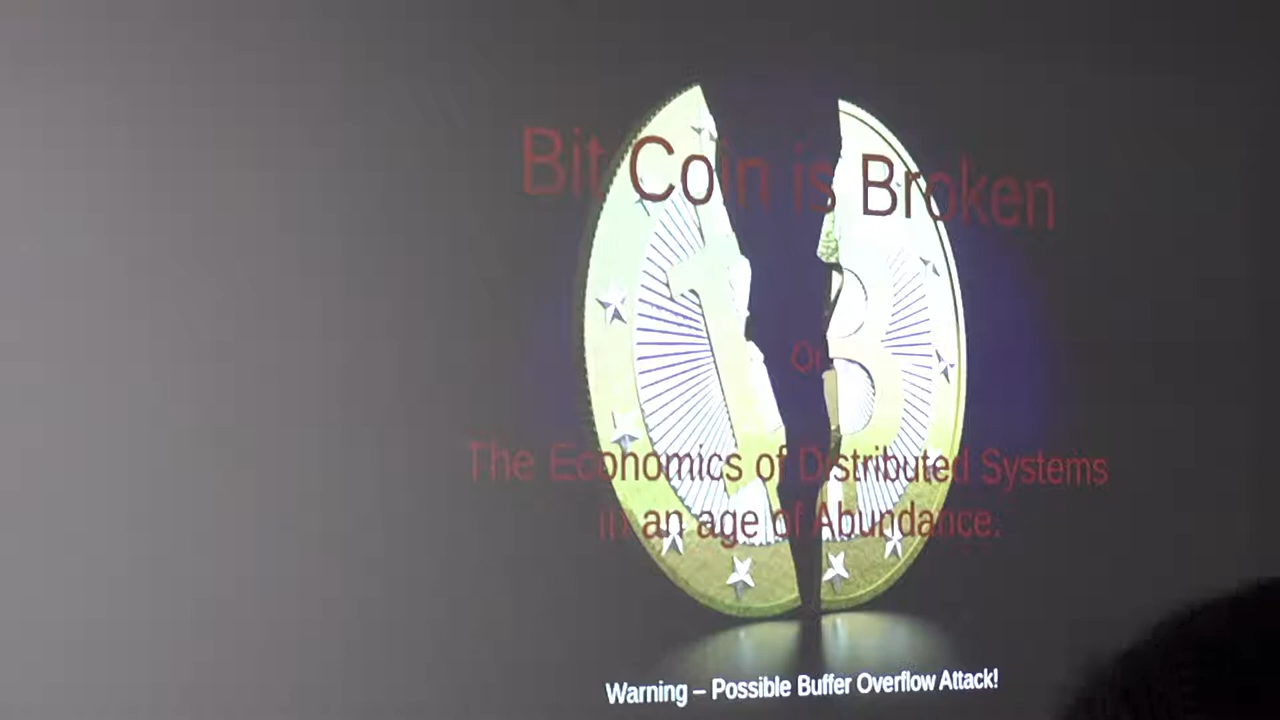 Bit Coin is Broken
Or
The Economics of Distributed Systems
in an age of Abundance.
Warning – Possible Buffer Overflow Attack!